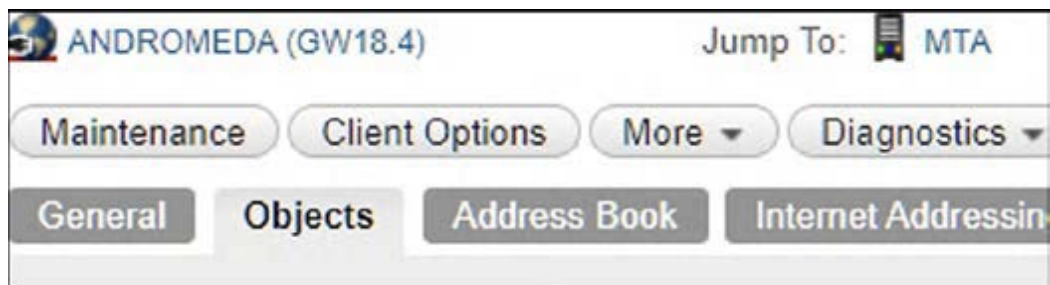 ANDROMEDA (GW18.4) Jump To: MTA
Maintenance Client Options More Diagnostics
General Objects Address Book Internet Addressin